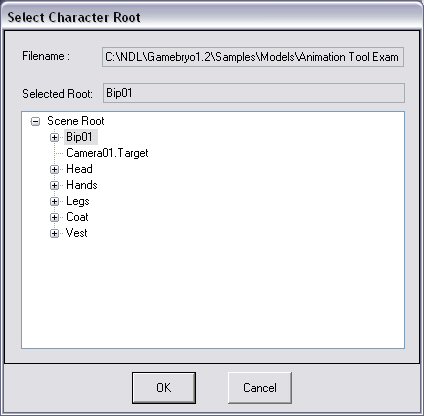 Select Character Root
Filename :
C:\NDL\Gamebryo1.2\Samples\Models\Animation Tool Exam
Selected Root:
Bip01
Scene Root
Bip01
Camera01.Target
Head
Hands
Legs
Coat
Vest
OK
Cancel